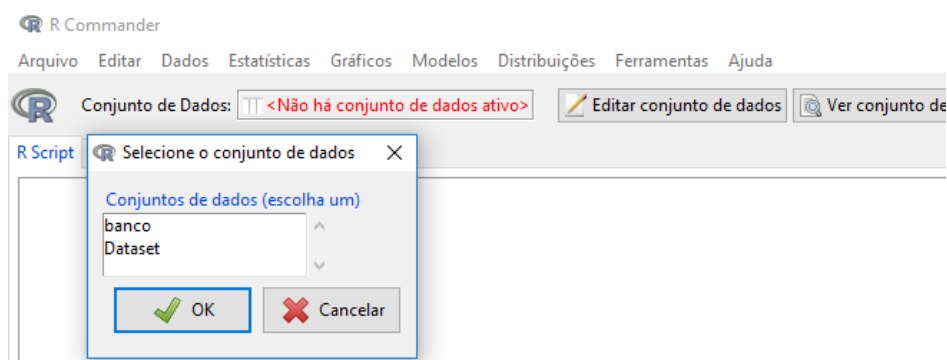 R Commander
Arquivo Editar Dados Estatísticas Gráficos Modelos Distribuições Ferramentas Ajuda
R Conjunto de Dados: <Não há conjunto de dados ativo> Editar conjunto de dados Ver conjunto de
R Script Selecione o conjunto de dados
Conjuntos de dados (escolha um)
banco
Dataset
OK Cancelar